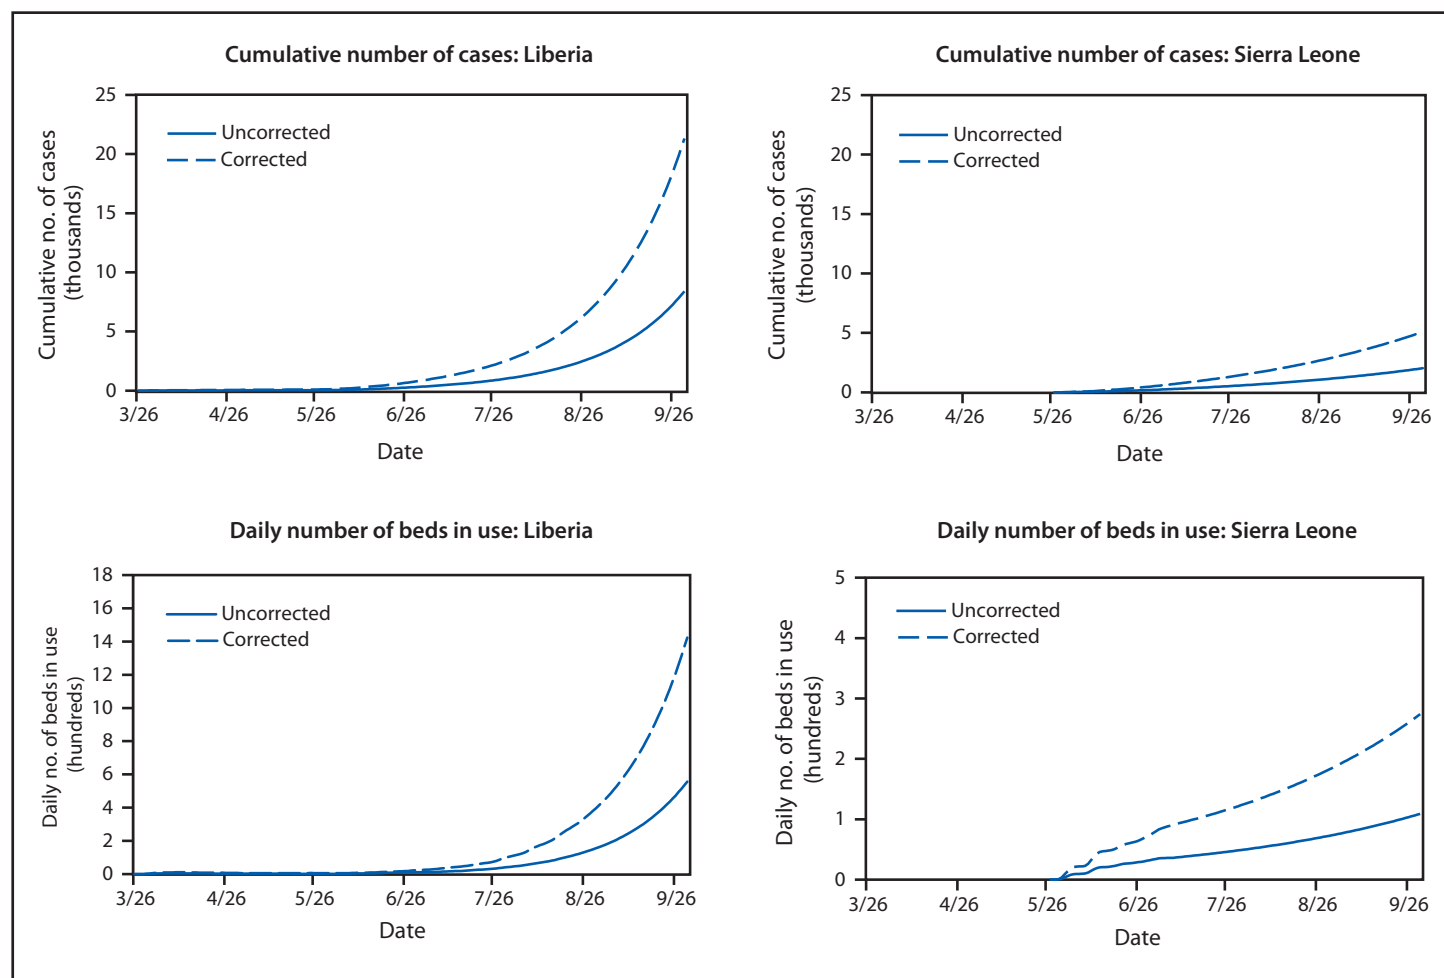 Cumulative number of cases: Liberia
25
20
15
10
5
0
Uncorrected
Corrected
Cumulative no. of cases
(thousands)
3/26 4/26 5/26 6/26 7/26 8/26 9/26
Date
Cumulative number of cases: Sierra Leone
25
20
15
10
5
0
Uncorrected
Corrected
Cumulative no. of cases
(thousands)
3/26 4/26 5/26 6/26 7/26 8/26 9/26
Date
Daily number of beds in use: Liberia
18
16
14
12
10
8
6
4
2
0
Uncorrected
Corrected
Daily no. of beds in use
(hundreds)
3/26 4/26 5/26 6/26 7/26 8/26 9/26
Date
Daily number of beds in use: Sierra Leone
5
4
3
2
1
0
Uncorrected
Corrected
Daily no. of beds in use
(hundreds)
3/26 4/26 5/26 6/26 7/26 8/26 9/26
Date